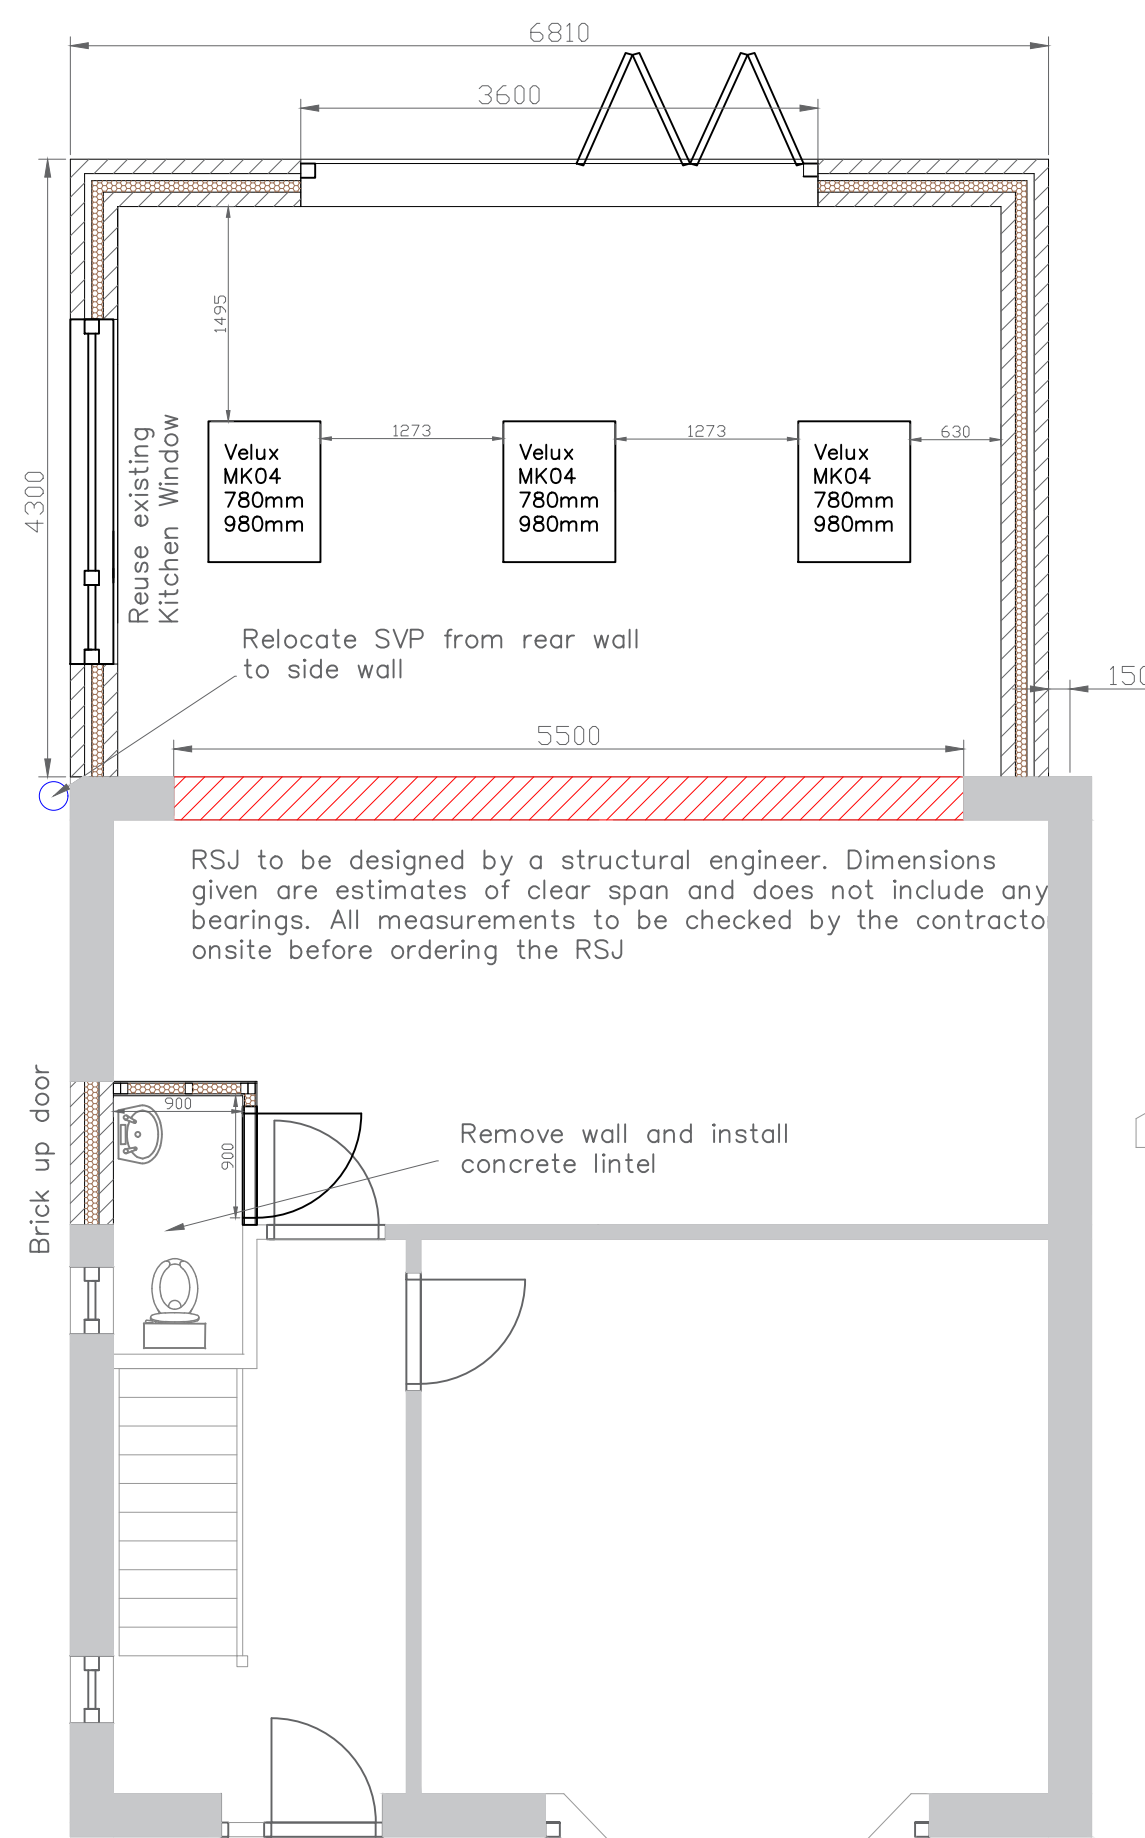 6810
3600
1495
1273
1273
630
Velux
MK04
780mm
980mm
Velux
MK04
780mm
980mm
Velux
MK04
780mm
980mm
4300
Reuse existing
Kitchen Window
Relocate SVP from rear wall
to side wall
150
5500
RSJ to be designed by a structural engineer. Dimensions
given are estimates of clear span and does not include any
bearings. All measurements to be checked by the contracto
onsite before ordering the RSJ
Brick up door
900
900
Remove wall and install
concrete lintel